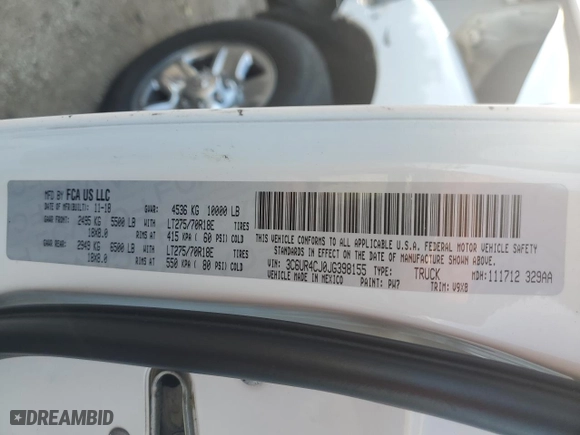 MFD BY FCA US LLC
DATE OF MFR(BUILT): 11-18 GVWR: 4536 KG 10000 LB
GAWR FRONT: 2495 KG 5500 LB WITH LT275/70R18E TIRES
18X8.0 RIMS AT 415 KPA ( 60 PSI) COLD
GAWR REAR: 2949 KG 6500 LB WITH LT275/70R18E TIRES
18X8.0 RIMS AT 550 KPA ( 80 PSI) COLD
THIS VEHICLE CONFORMS TO ALL APPLICABLE U.S.A. FEDERAL MOTOR VEHICLE SAFETY
STANDARDS IN EFFECT ON THE DATE OF MANUFACTURE SHOWN ABOVE.
VIN: 3C6UR4CJ0JG398155 TYPE: TRUCK MDH: 111712 329AA
VEHICLE MADE IN MEXICO PAINT: PW7 TRIM: V9X8
DREAMBID